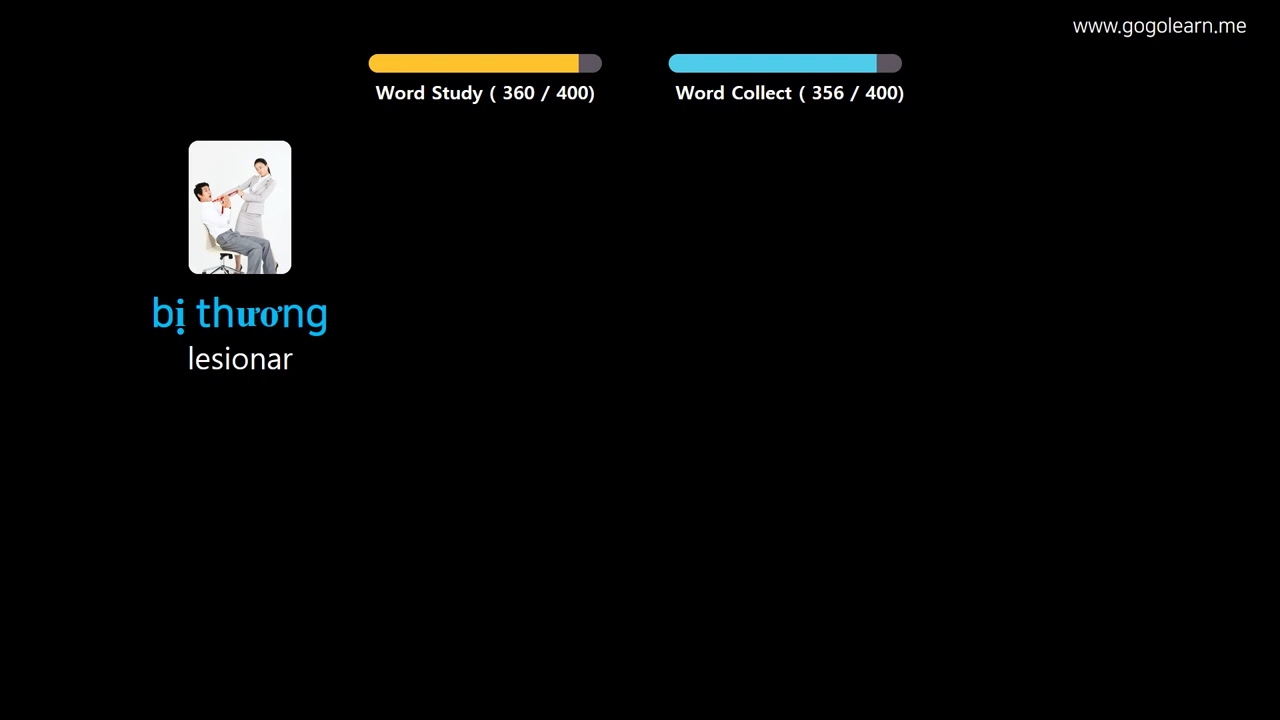 www.gogolearn.me
Word Study ( 360 / 400)
Word Collect ( 356 / 400)
bị thương
lesionar